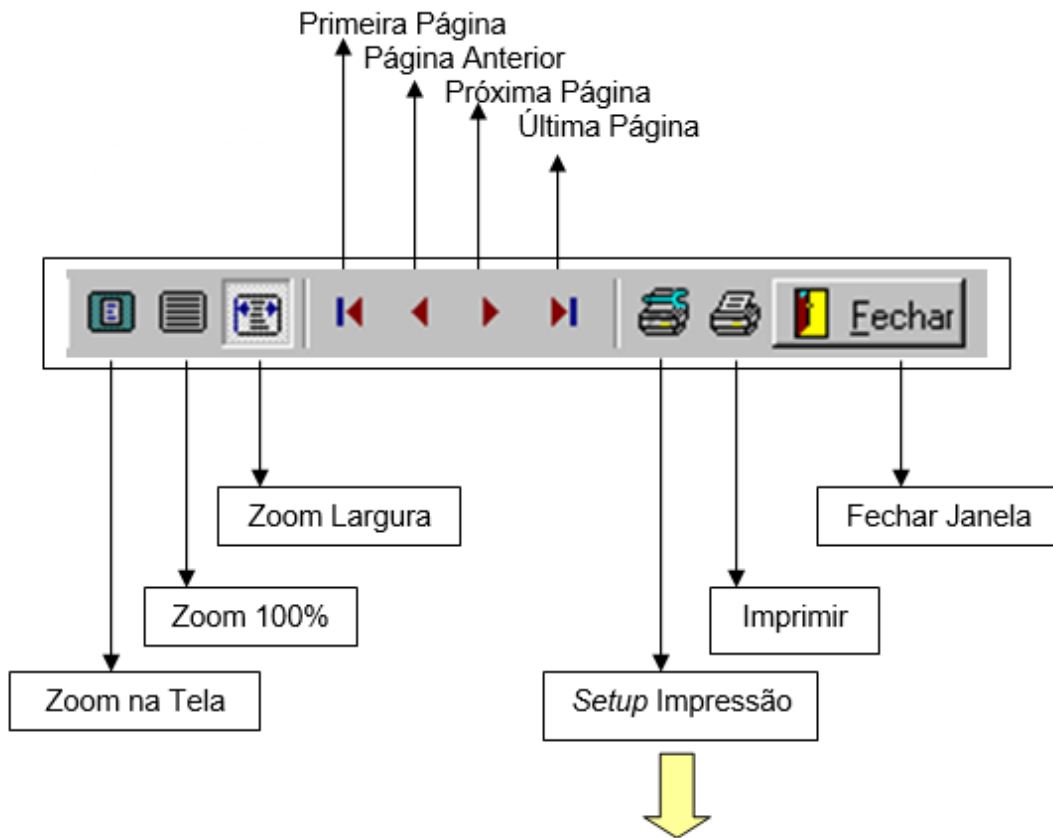 Primeira Página
Página Anterior
Próxima Página
Última Página
Fechar
Zoom Largura
Fechar Janela
Zoom 100%
Imprimir
Zoom na Tela
Setup Impressão